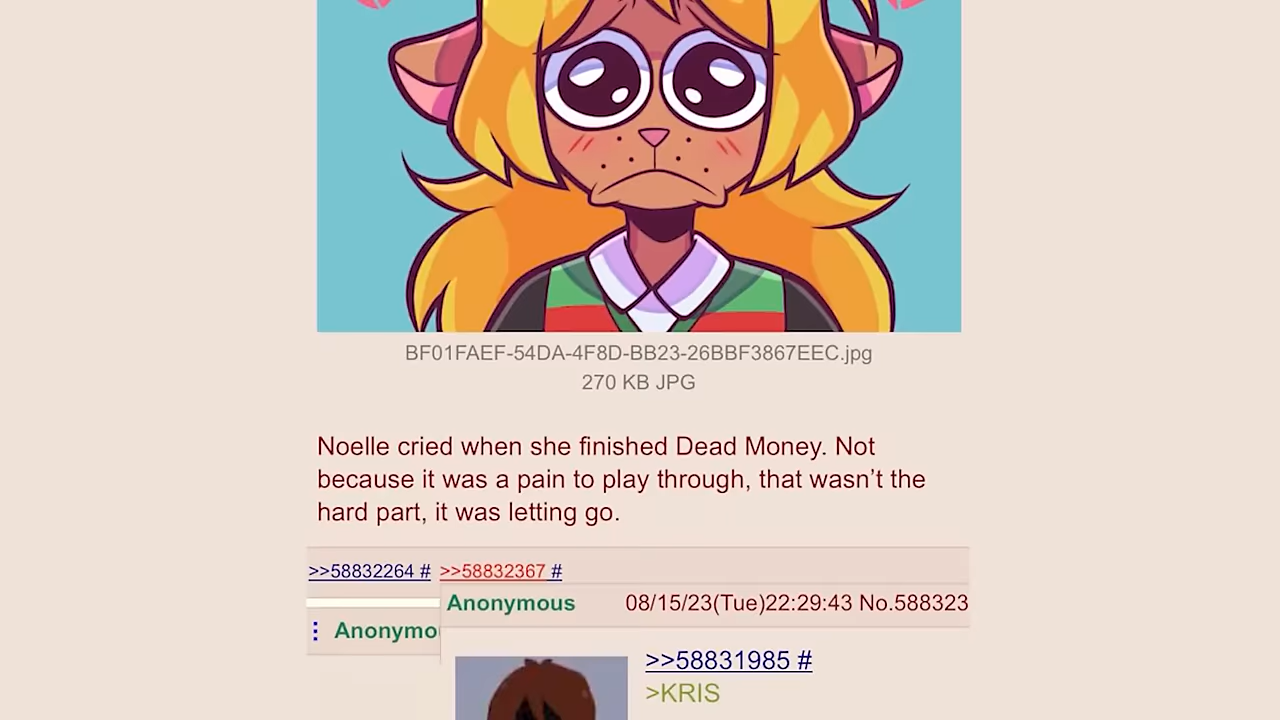 BF01FAEF-54DA-4F8D-BB23-26BBF3867EEC.jpg
270 KB JPG
Noelle cried when she finished Dead Money. Not
because it was a pain to play through, that wasn’t the
hard part, it was letting go.
>>58832264 # >>58832367 #
Anonymous 08/15/23(Tue)22:29:43 No.588323
Anonymo
>>58831985 #
>KRIS